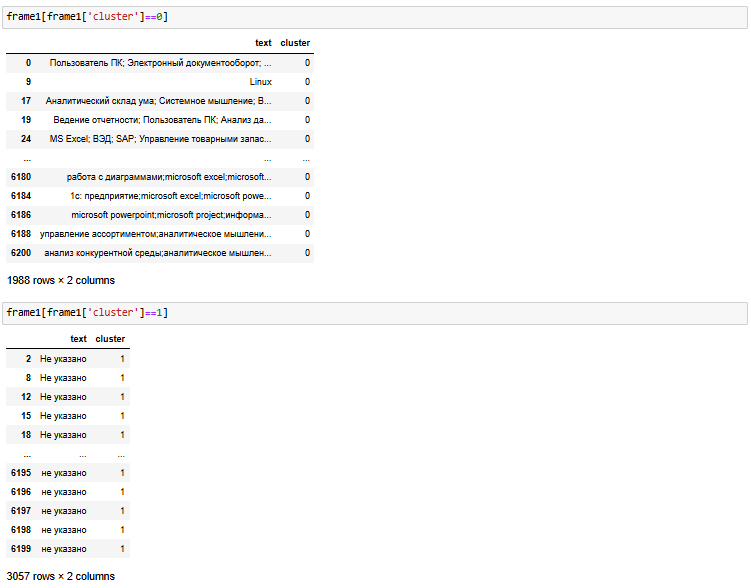 frame1[frame1['cluster']==0]
text cluster
0 Пользователь ПК; Электронный документооборот; ... 0
9 Linux 0
17 Аналитический склад ума; Системное мышление; В... 0
19 Ведение отчетности; Пользователь ПК; Анализ да... 0
24 MS Excel; ВЭД; SAP; Управление товарными запас... 0
... ... ...
6180 работа с диаграммами;microsoft excel;microsoft... 0
6184 1с: предприятие;microsoft excel;microsoft powe... 0
6186 microsoft powerpoint;microsoft project;информа... 0
6188 управление ассортиментом;аналитическое мышлени... 0
6200 анализ конкурентной среды;аналитическое мышлен... 0
1988 rows × 2 columns
frame1[frame1['cluster']==1]
text cluster
2 Не указано 1
8 Не указано 1
12 Не указано 1
15 Не указано 1
18 Не указано 1
... ... ...
6195 не указано 1
6196 не указано 1
6197 не указано 1
6198 не указано 1
6199 не указано 1
3057 rows × 2 columns